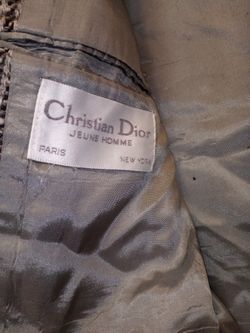 Christian Dior
JEUNE HOMME
PARIS NEW YORK